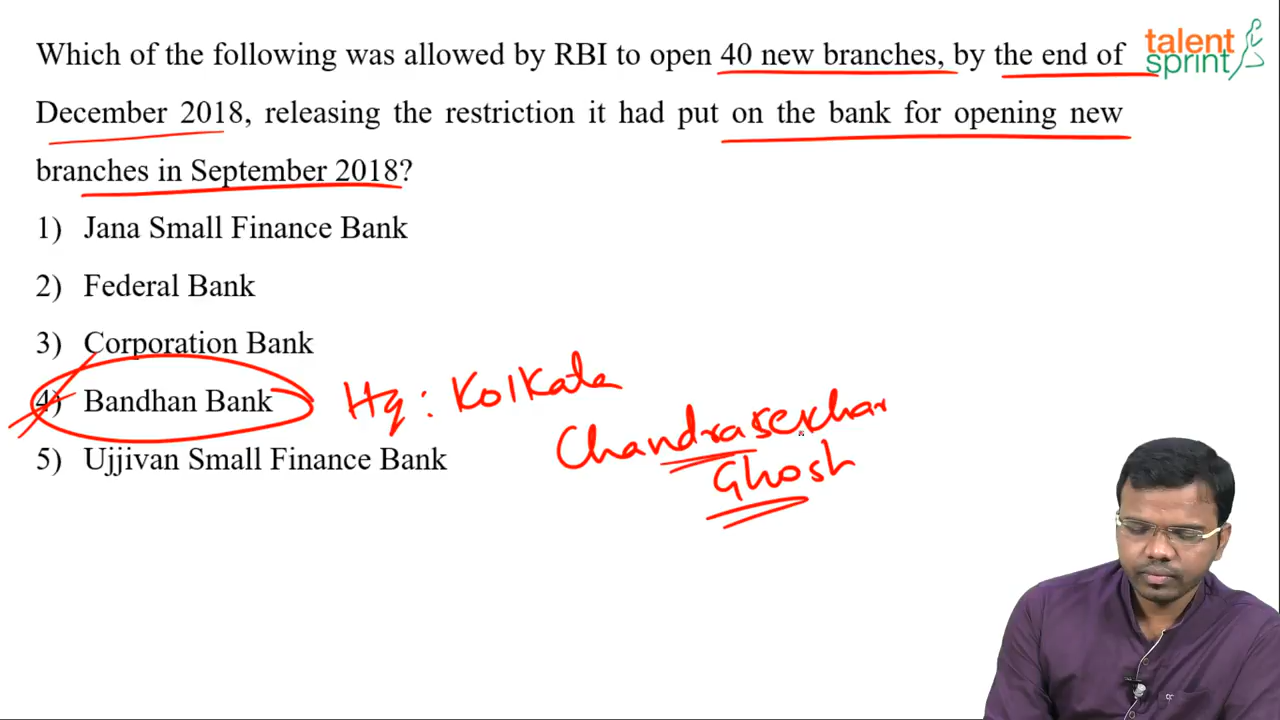 Which of the following was allowed by RBI to open 40 new branches, by the end of
December 2018, releasing the restriction it had put on the bank for opening new
branches in September 2018?
1) Jana Small Finance Bank
2) Federal Bank
3) Corporation Bank
4) Bandhan Bank
5) Ujjivan Small Finance Bank
Hq : Kolkata
Chandrasekhar
Ghosh
talent
sprint